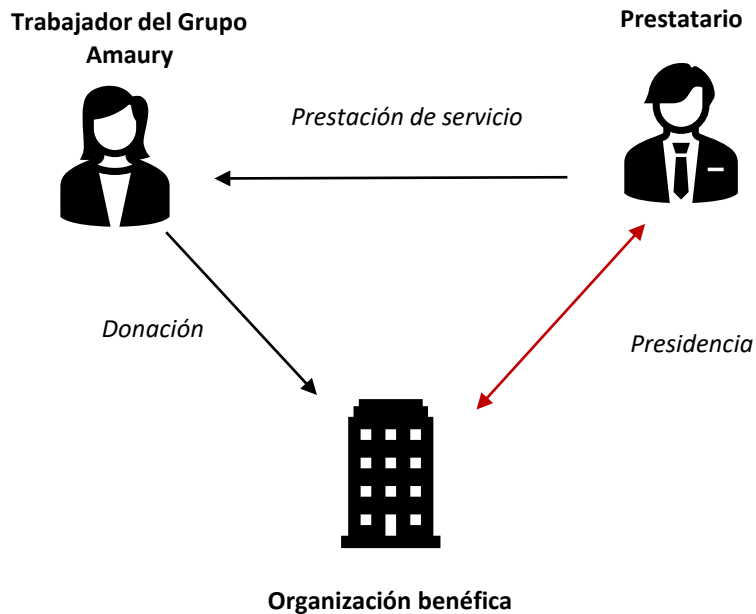 Trabajador del Grupo
Amaury
Prestatario
Prestación de servicio
Donación
Presidencia
Organización benéfica